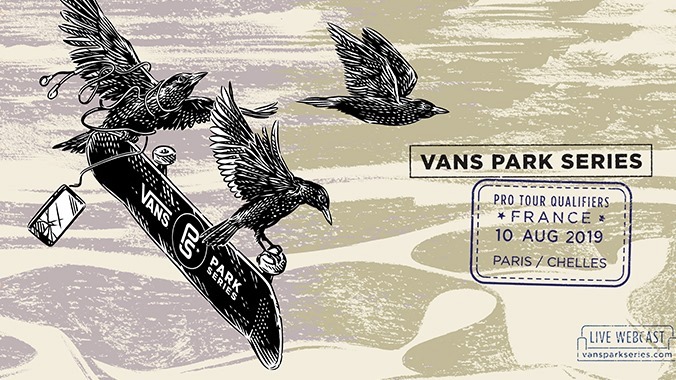 VANS
PS
PARK
SERIES
VANS PARK SERIES
PRO TOUR QUALIFIERS
★ FRANCE ★
10 AUG 2019
PARIS / CHELLES
LIVE WEBCAST
vansparkseries.com